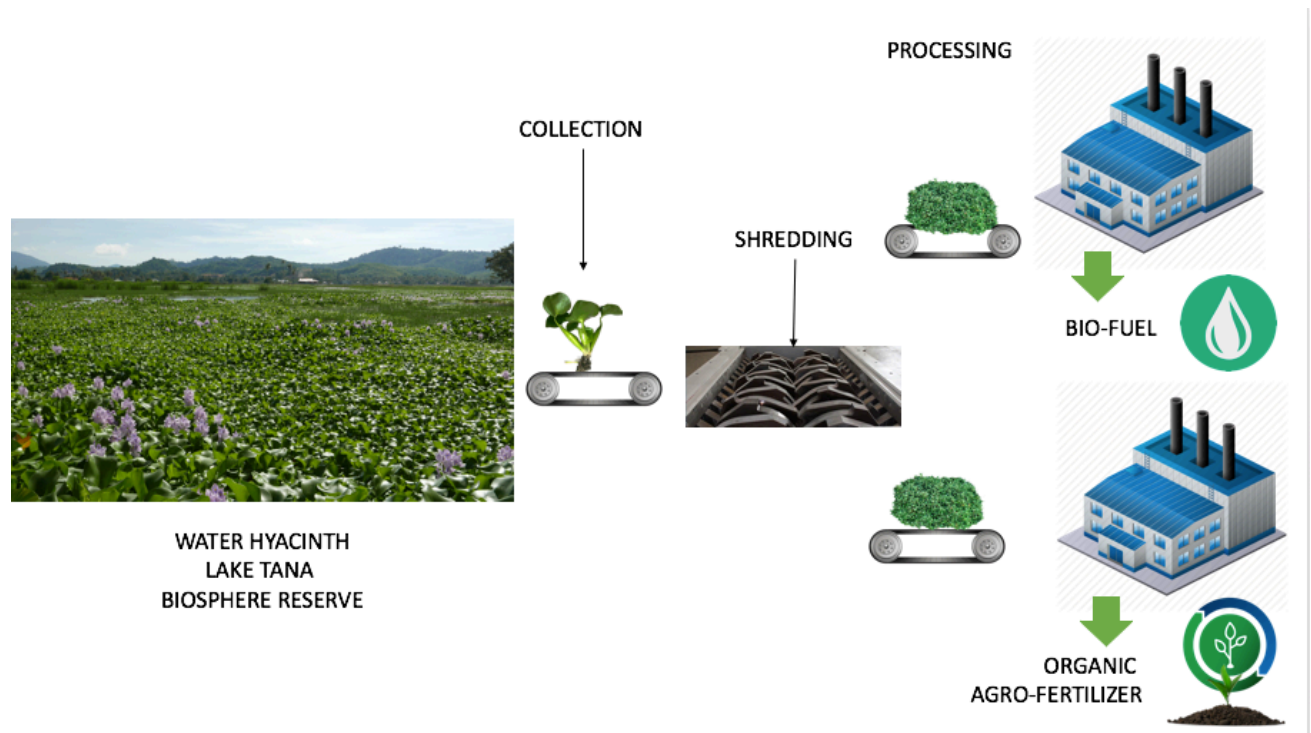 PROCESSING
COLLECTION
SHREDDING
BIO-FUEL
WATER HYACINTH
LAKE TANA
BIOSPHERE RESERVE
ORGANIC
AGRO-FERTILIZER